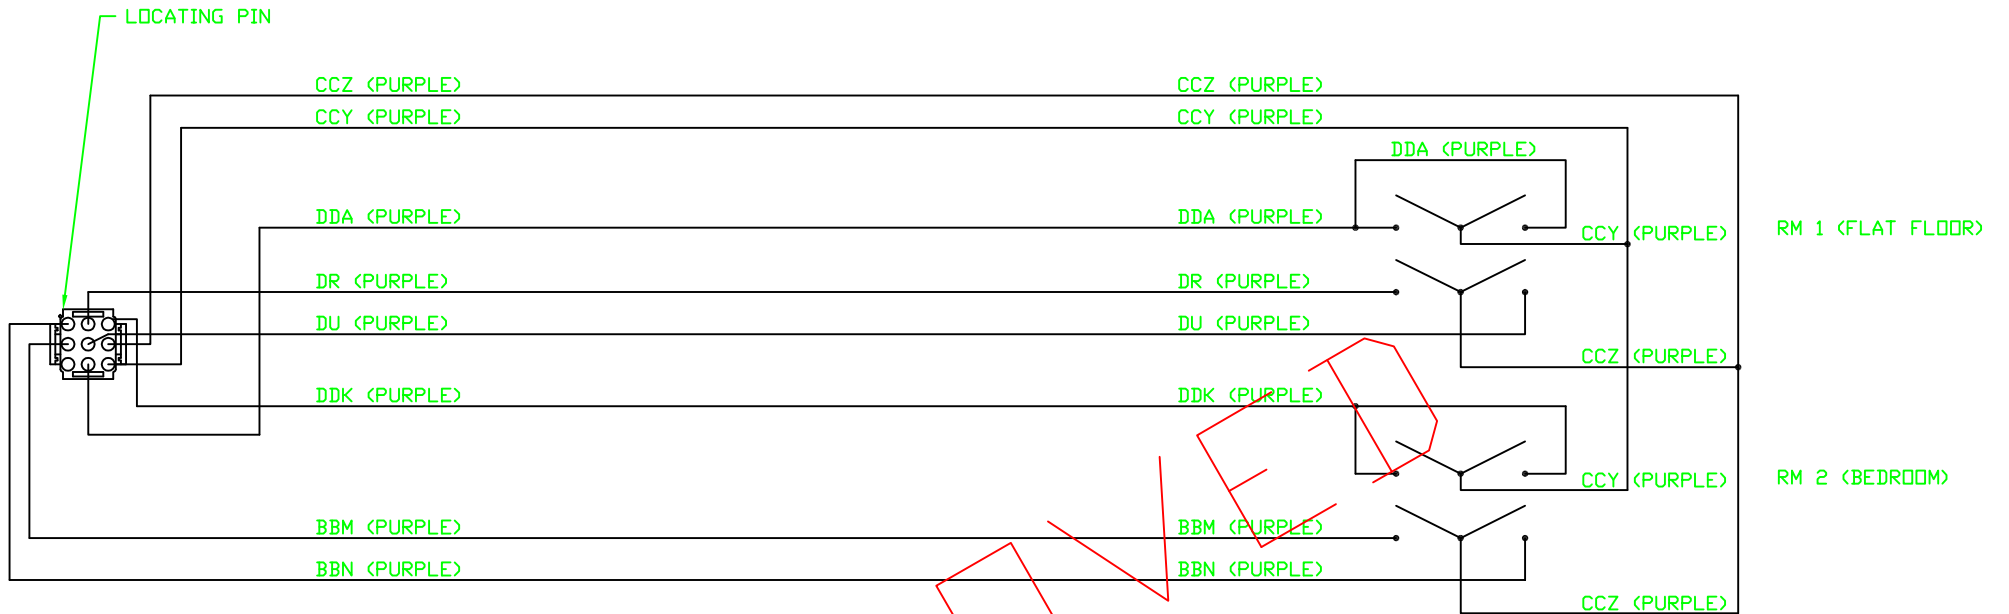 LOCATING PIN
CCZ (PURPLE) CCZ (PURPLE)
CCY (PURPLE) CCY (PURPLE)
DDA (PURPLE)
DDA (PURPLE) DDA (PURPLE)
CCY (PURPLE) RM 1 (FLAT FLOOR)
DR (PURPLE) DR (PURPLE)
DU (PURPLE) DU (PURPLE)
CCZ (PURPLE)
DDK (PURPLE) DDK (PURPLE)
CCY (PURPLE) RM 2 (BEDROOM)
BBM (PURPLE) BBM (PURPLE)
BBN (PURPLE) BBN (PURPLE)
CCZ (PURPLE)